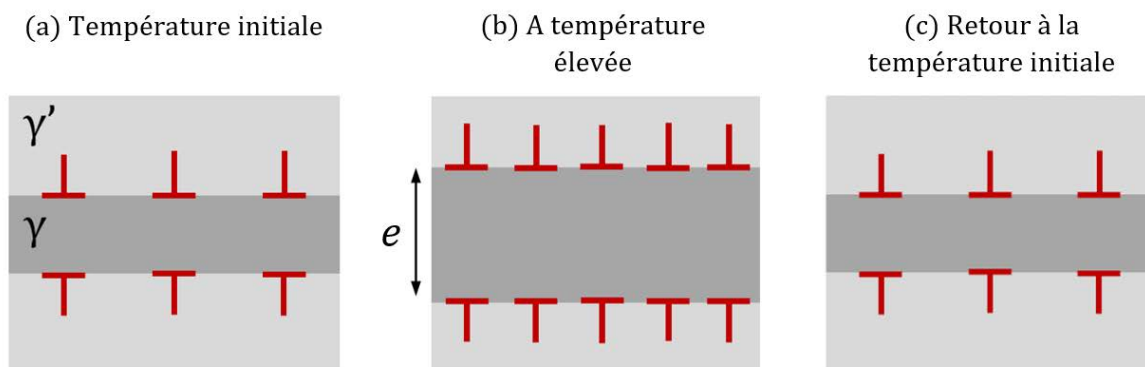 (a) Température initiale
(b) A température
élevée
(c) Retour à la
température initiale
γ’
γ
e